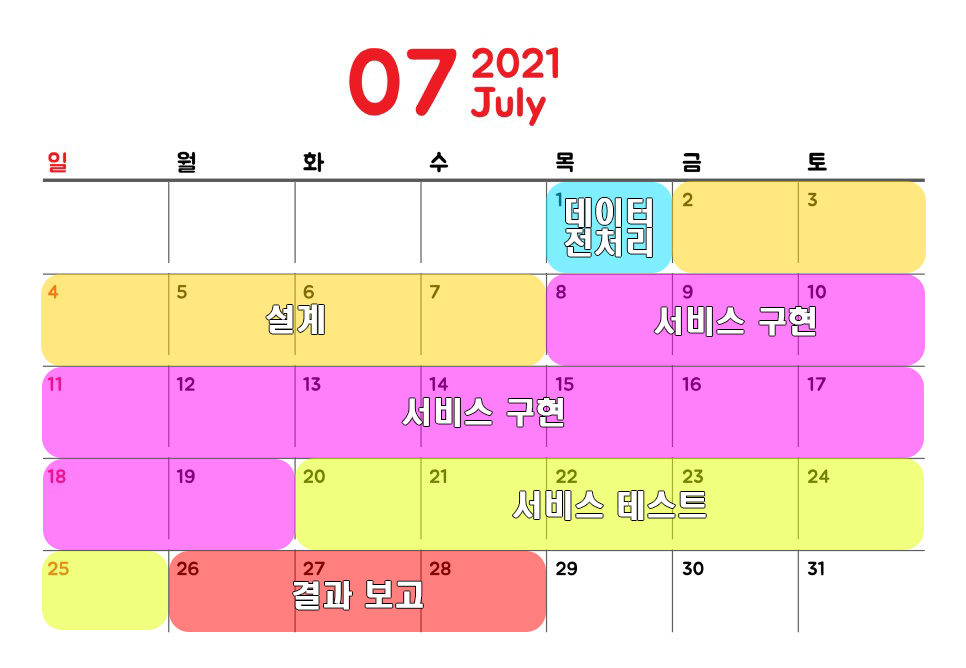 07 2021
July
일 월 화 수 목 금 토
1 2 3
데이터
전처리
4 5 6 7 8 9 10
설계 서비스 구현
11 12 13 14 15 16 17
서비스 구현
18 19 20 21 22 23 24
서비스 테스트
25 26 27 28 29 30 31
결과 보고